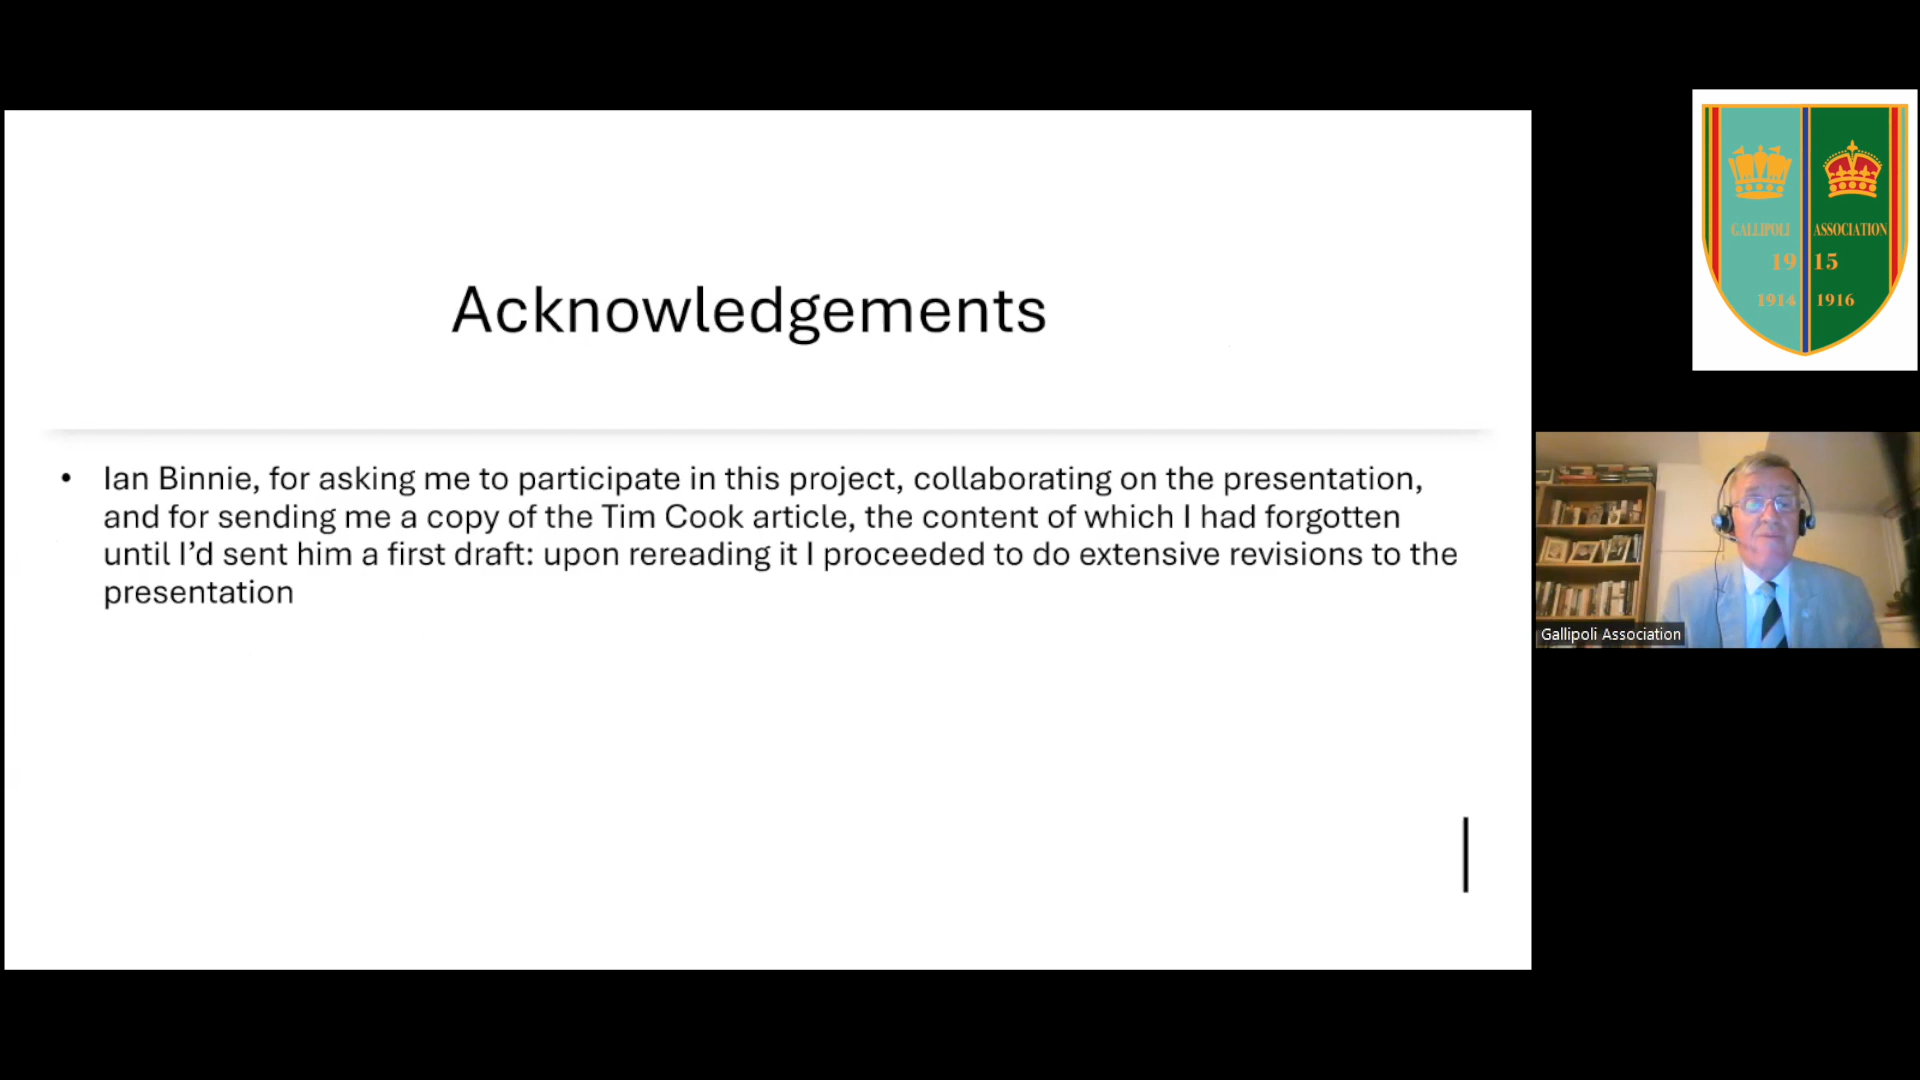 Acknowledgements
• Ian Binnie, for asking me to participate in this project, collaborating on the presentation,
and for sending me a copy of the Tim Cook article, the content of which I had forgotten
until I’d sent him a first draft: upon rereading it I proceeded to do extensive revisions to the
presentation
GALLIPOLI ASSOCIATION
19 15
1914 1916
Gallipoli Association